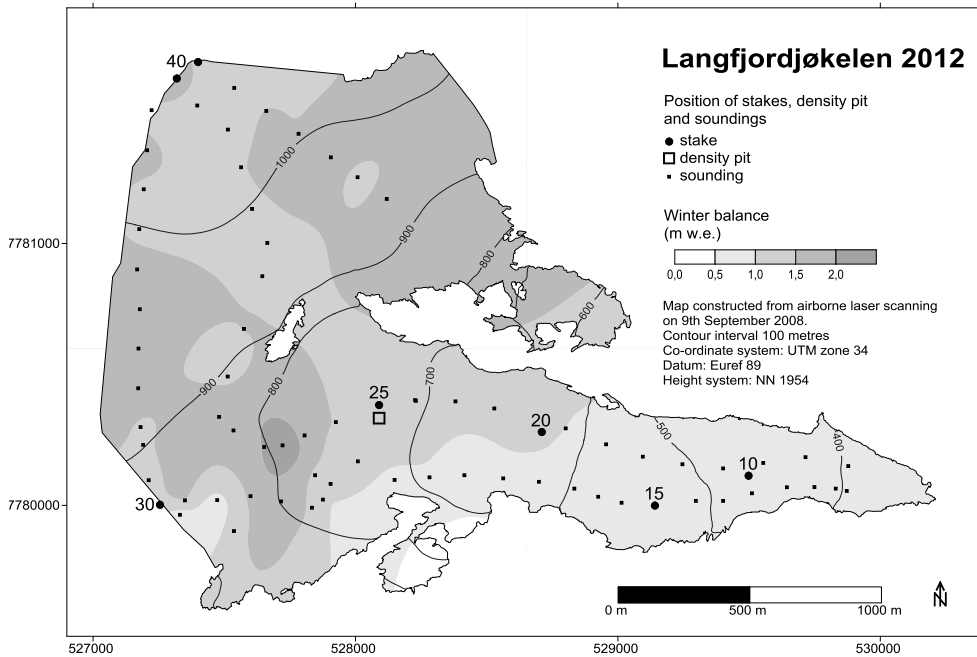 Langfjordjøkelen 2012
Position of stakes, density pit
and soundings
stake
density pit
sounding
Winter balance
(m w.e.)
0,0 0,5 1,0 1,5 2,0
Map constructed from airborne laser scanning
on 9th September 2008.
Contour interval 100 metres
Co-ordinate system: UTM zone 34
Datum: Euref 89
Height system: NN 1954
40
1000
7781000
900
800
600
900
800
700
25
20
500
400
10
15
7780000
30
0 m 500 m 1000 m
N
527000 528000 529000 530000